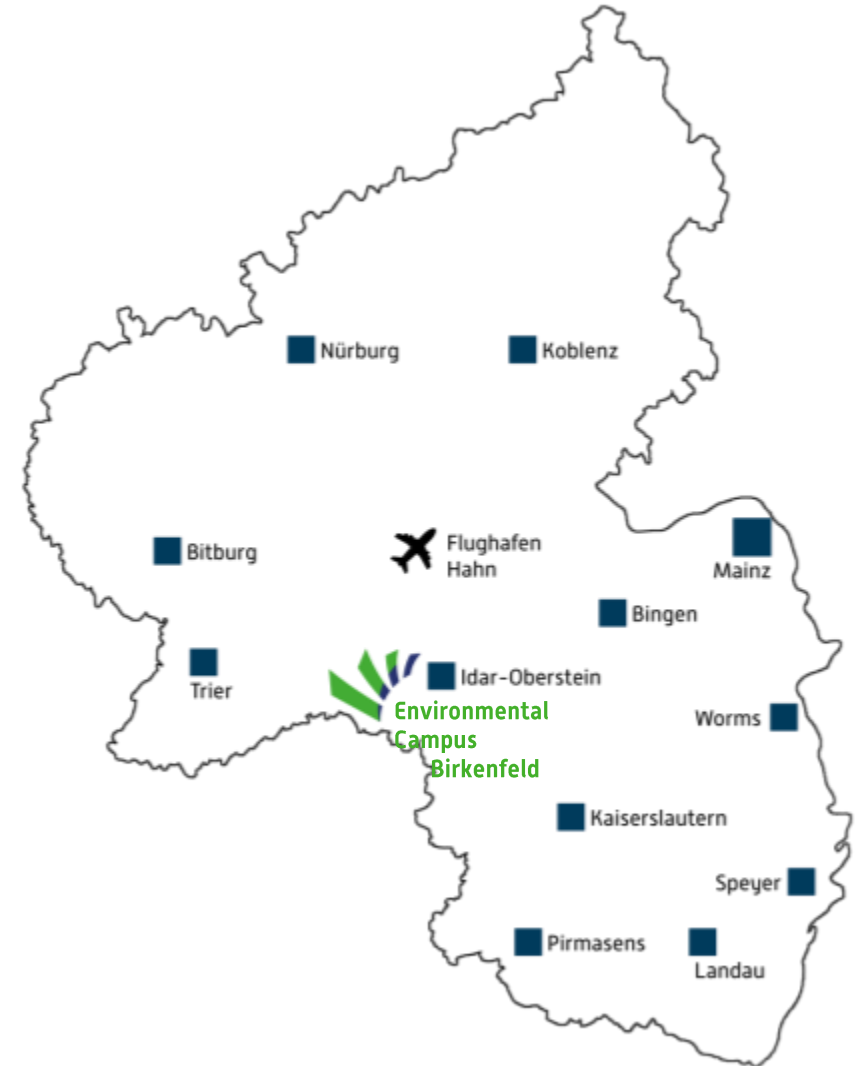 Nürburg
Koblenz
Bitburg
Flughafen
Hahn
Mainz
Bingen
Trier
Idar-Oberstein
Environmental
Campus
Birkenfeld
Worms
Kaiserslautern
Speyer
Pirmasens
Landau